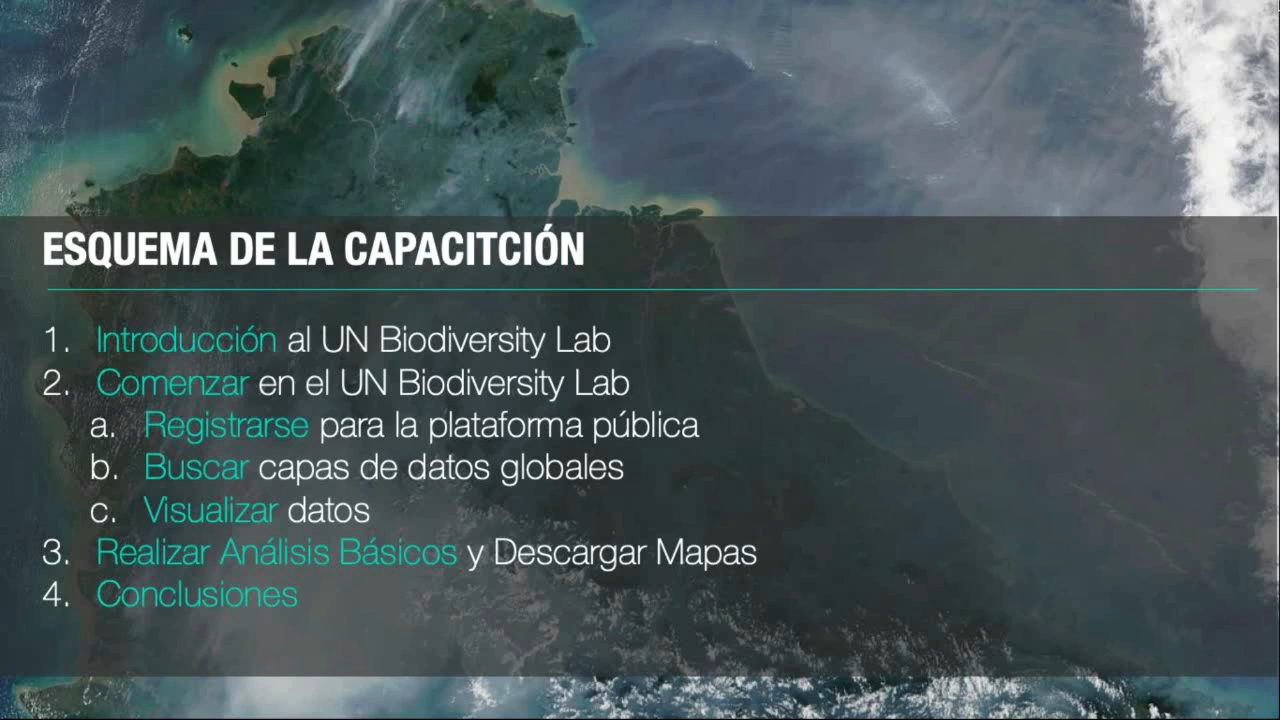 ESQUEMA DE LA CAPACITCIÓN
1. Introducción al UN Biodiversity Lab
2. Comenzar en el UN Biodiversity Lab
a. Registrarse para la plataforma pública
b. Buscar capas de datos globales
c. Visualizar datos
3. Realizar Análisis Básicos y Descargar Mapas
4. Conclusiones